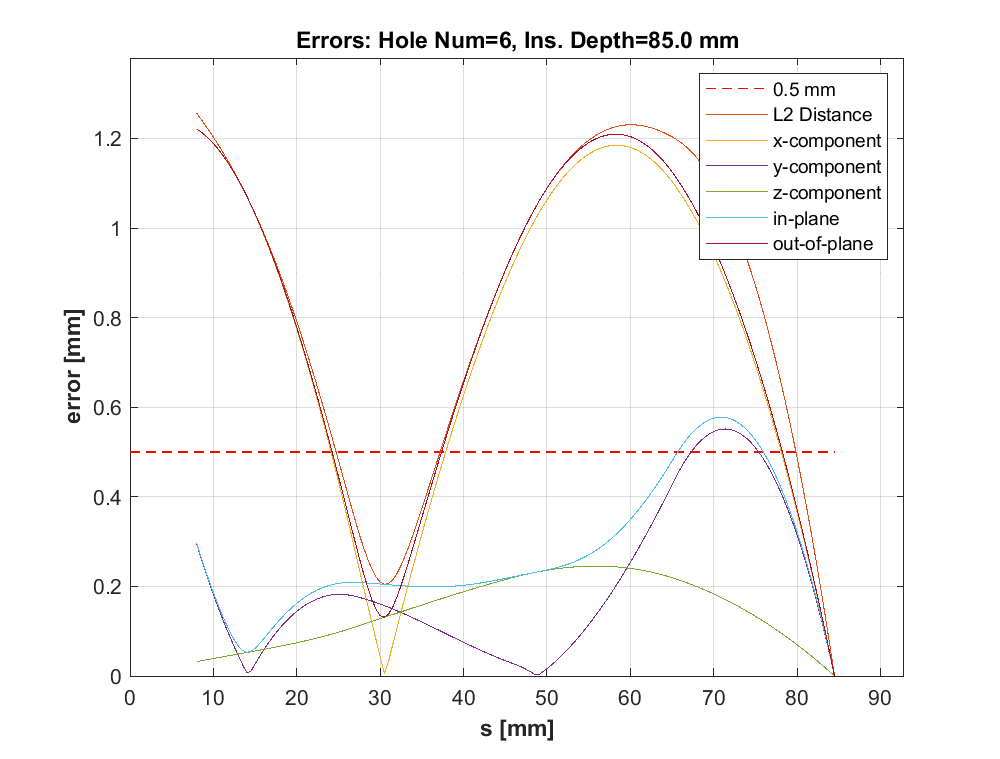 Errors: Hole Num=6, Ins. Depth=85.0 mm
0.5 mm
L2 Distance
x-component
y-component
z-component
in-plane
out-of-plane
error [mm]
1.2
1
0.8
0.6
0.4
0.2
0
0 10 20 30 40 50 60 70 80 90
s [mm]